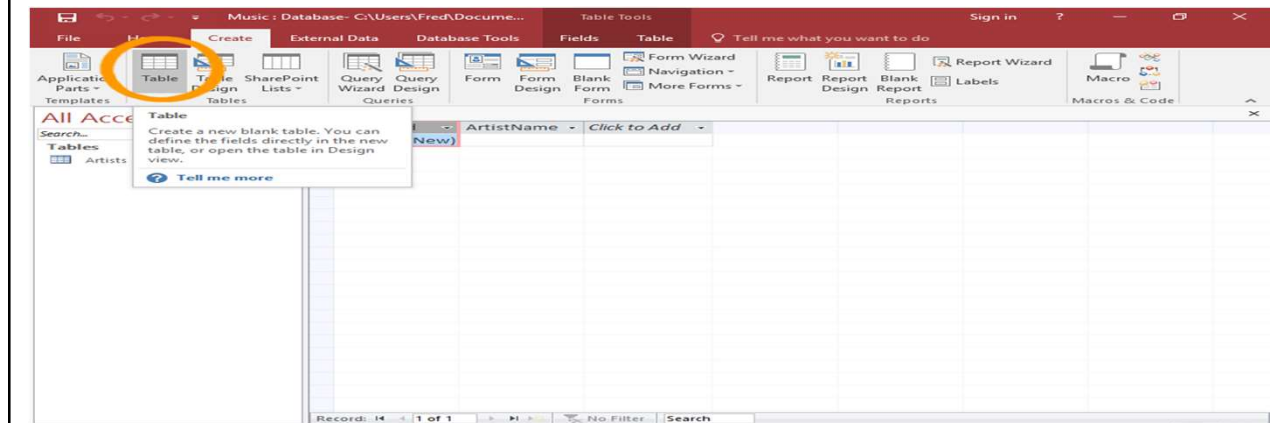 Music : Database- C:\Users\Fred\Docume... Table Tools Sign in ?
File Create External Data Database Tools Fields Table Tell me what you want to do
Table SharePoint Lists Query Wizard Query Design Form Form Design Blank Form Form Wizard Navigation More Forms Report Report Design Blank Report Report Wizard Labels Macro
Parts
Templates Tables Queries Forms Reports Macros & Code
All
Search...
Tables
Artists
Table
Create a new blank table. You can
define the fields directly in the new
table, or open the table in Design
view.
Tell me more
ArtistName Click to Add
New)
Record: 1 of 1 No Filter Search